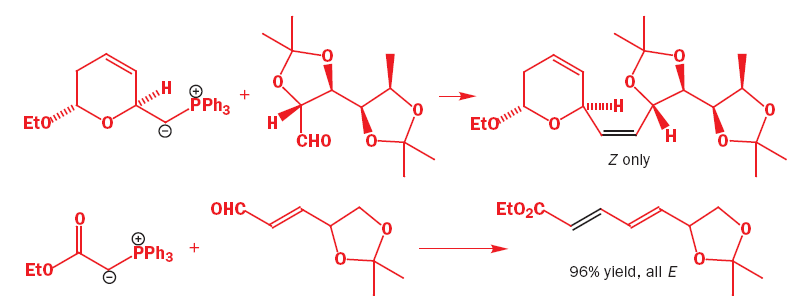 H
O
⊕
PPh3
+
EtO
O
⊖
O
H
CHO
O
O
O
O
H
EtO
O
H
O
O
Z only
O
⊕
PPh3
+
EtO
⊖
OHC
O
O
EtO2C
O
O
96% yield, all E